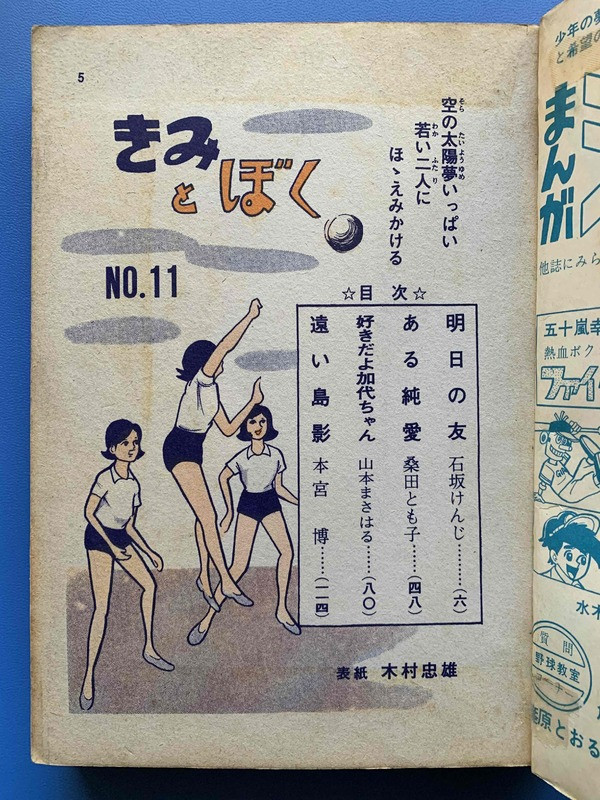 5
きみ
と ぼく
NO.11
空の太陽夢いっぱい
若い二人に
ほゝえみかける
☆目 次☆
明日の友 石坂けんじ………(六)
ある純愛 桑田とも子……(四八)
好きだよ加代ちゃん 山本まさはる……(八〇)
遠い島影 本宮 博……(一一四)
表紙 木村忠雄
少年の夢
と希望の
まんが
他誌にみら
五十嵐幸
熱血ボク
ファイ
水木
質問
野球教室
原とおる